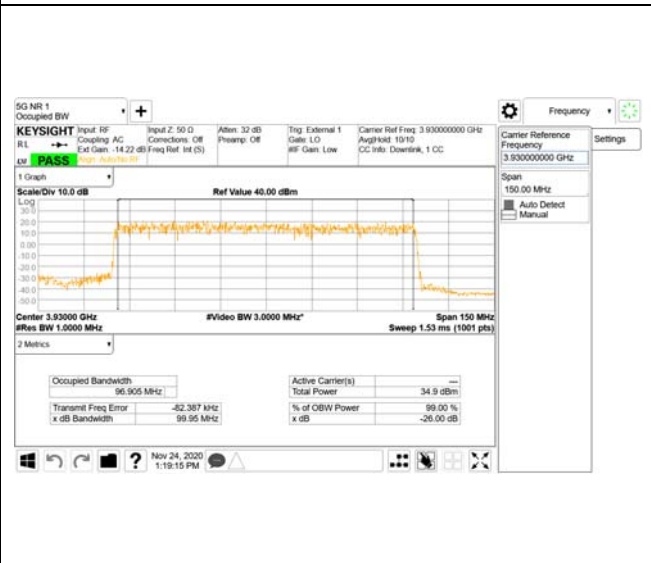 5G NR 1
Occupied BW
Frequency
KEYSIGHT
Input: RF
Input Z: 50 Ω
Atten: 32 dB
Trig: External 1
Carrier Ref Freq: 3.930000000 GHz
RL
Coupling: AC
Corrections: Off
Preamp: Off
Gate: LO
Avg|Hold: 10/10
Ext Gain: -14.22 dB
Freq Ref: Int (S)
#IF Gain: Low
CC Info: Downlink, 1 CC
PASS
Align: Auto/No RF
Carrier Reference
Frequency
3.930000000 GHz
Settings
Span
150.00 MHz
Auto Detect
Manual
1 Graph
Scale/Div 10.0 dB
Ref Value 40.00 dBm
Log
30.0
20.0
10.0
0.00
-10.0
-20.0
-30.0
-40.0
-50.0
Center 3.93000 GHz
#Video BW 3.0000 MHz*
Span 150 MHz
#Res BW 1.0000 MHz
Sweep 1.53 ms (1001 pts)
2 Metrics
Occupied Bandwidth
96.905 MHz
Active Carrier(s)
---
Total Power
34.9 dBm
Transmit Freq Error
-82.387 kHz
% of OBW Power
99.00 %
x dB Bandwidth
99.95 MHz
x dB
-26.00 dB
?
Nov 24, 2020
1:19:15 PM